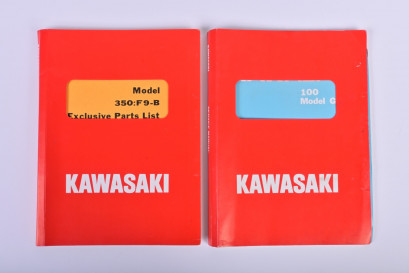 Model
350:F9-B
Exclusive Parts List
KAWASAKI
100
Model G
KAWASAKI